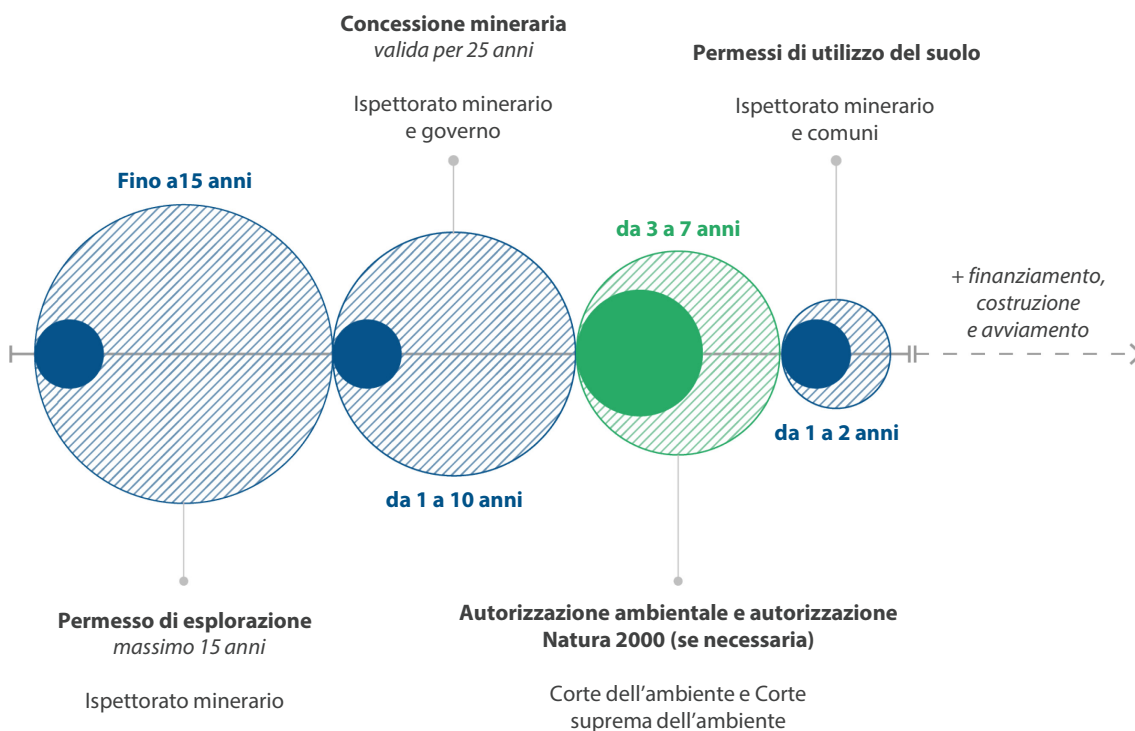 Concessione mineraria
valida per 25 anni
Ispettorato minerario
e governo
Permessi di utilizzo del suolo
Ispettorato minerario
e comuni
Fino a15 anni
da 3 a 7 anni
+ finanziamento,
costruzione
e avviamento
da 1 a 10 anni
da 1 a 2 anni
Permesso di esplorazione
massimo 15 anni
Ispettorato minerario
Autorizzazione ambientale e autorizzazione
Natura 2000 (se necessaria)
Corte dell'ambiente e Corte
suprema dell'ambiente